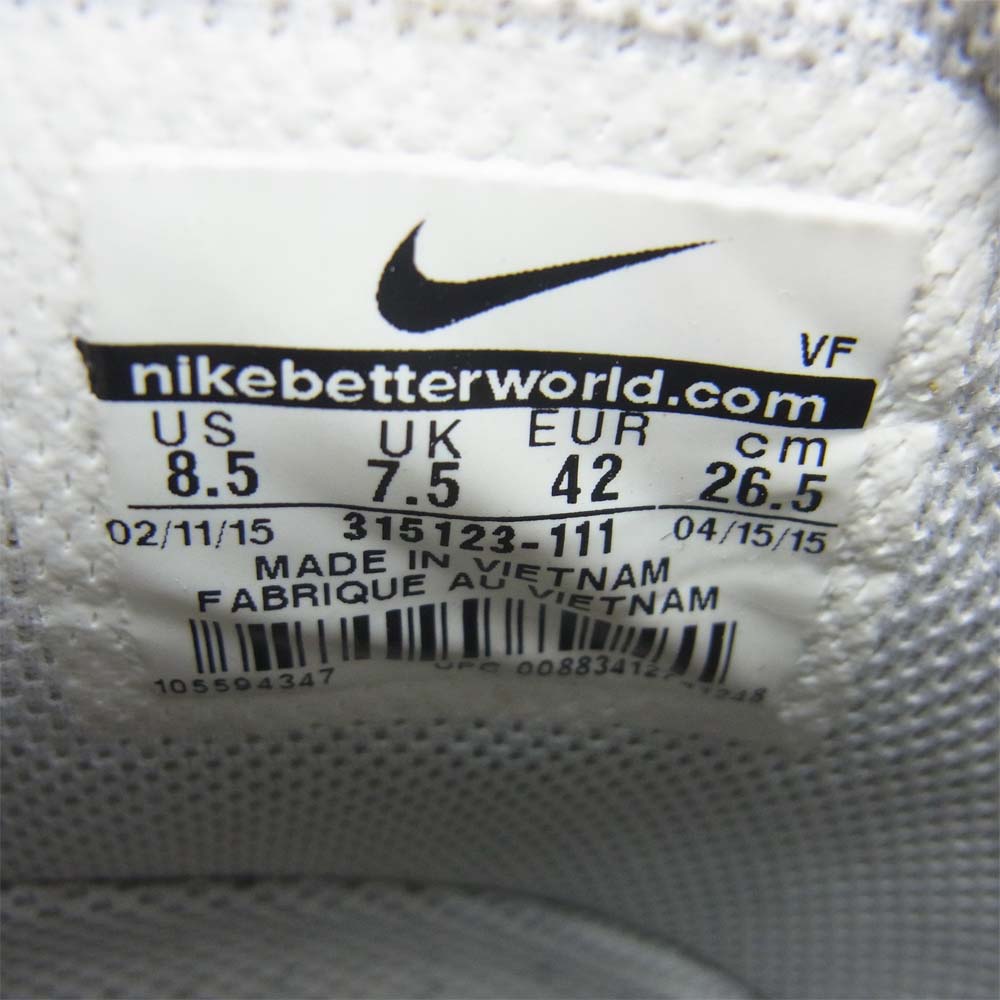 VF
nikebetterworld.com
US UK EUR cm
8.5 7.5 42 26.5
02/11/15 315123-111 04/15/15
MADE IN VIETNAM
FABRIQUE AU VIETNAM
105594347 UPC